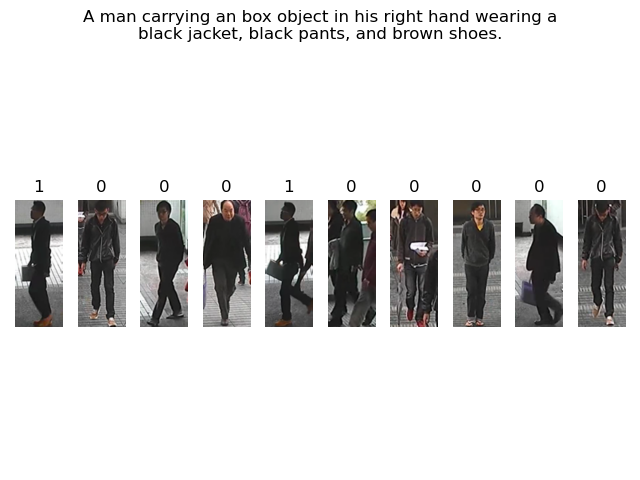 A man carrying an box object in his right hand wearing a
black jacket, black pants, and brown shoes.
1 0 0 0 1 0 0 0 0 0